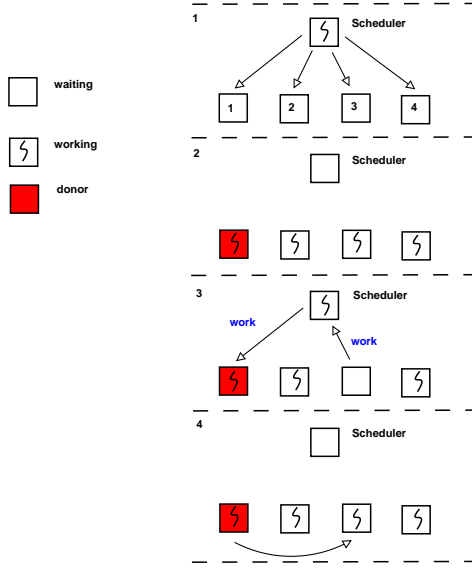 waiting
working
donor
1
Scheduler
1 2 3 4
2
Scheduler
3
Scheduler
work
work
4
Scheduler